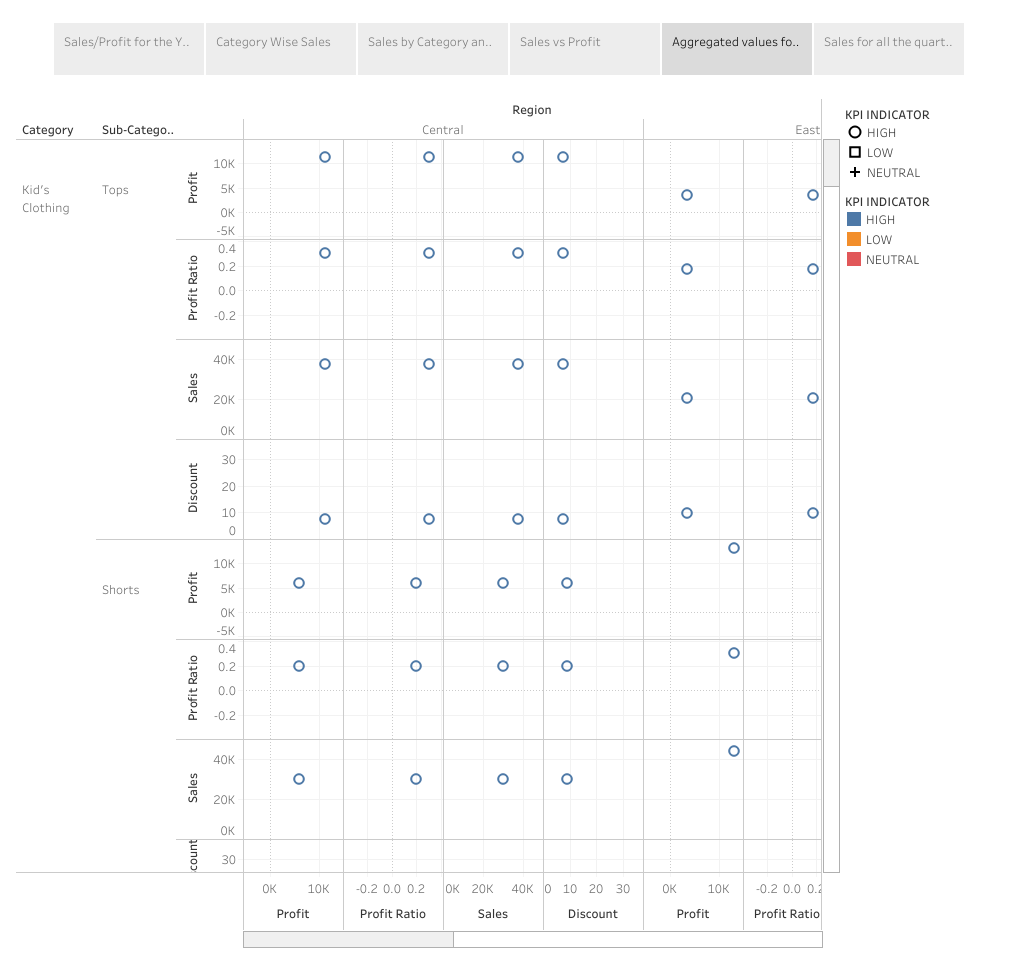 Sales/Profit for the Y..
Category Wise Sales
Sales by Category an..
Sales vs Profit
Aggregated values fo..
Sales for all the quart..
Region
Category
Sub-Catego..
Central
East
KPI INDICATOR
HIGH
LOW
NEUTRAL
KPI INDICATOR
HIGH
LOW
NEUTRAL
Kid's
Clothing
Tops
Profit
10K
5K
0K
-5K
Profit Ratio
0.4
0.2
0.0
-0.2
Sales
40K
20K
0K
Discount
30
20
10
0
Shorts
Profit
10K
5K
0K
-5K
Profit Ratio
0.4
0.2
0.0
-0.2
Sales
40K
20K
0K
count
30
0K 10K
-0.2 0.0 0.2
0K 20K 40K
0 10 20 30
0K 10K
-0.2 0.0 0.2
Profit
Profit Ratio
Sales
Discount
Profit
Profit Ratio